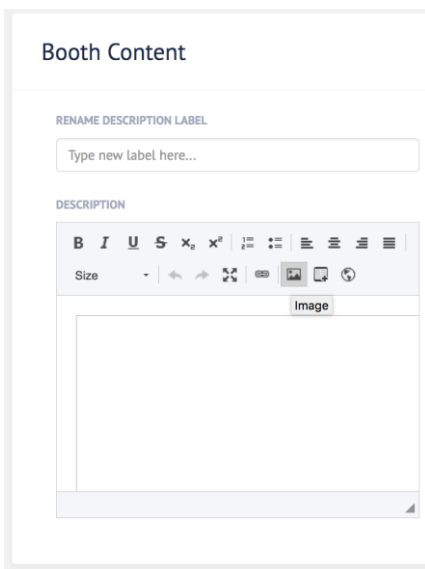 Booth Content
RENAME DESCRIPTION LABEL
Type new label here...
DESCRIPTION
B I U S x₂ x²
Size
Image